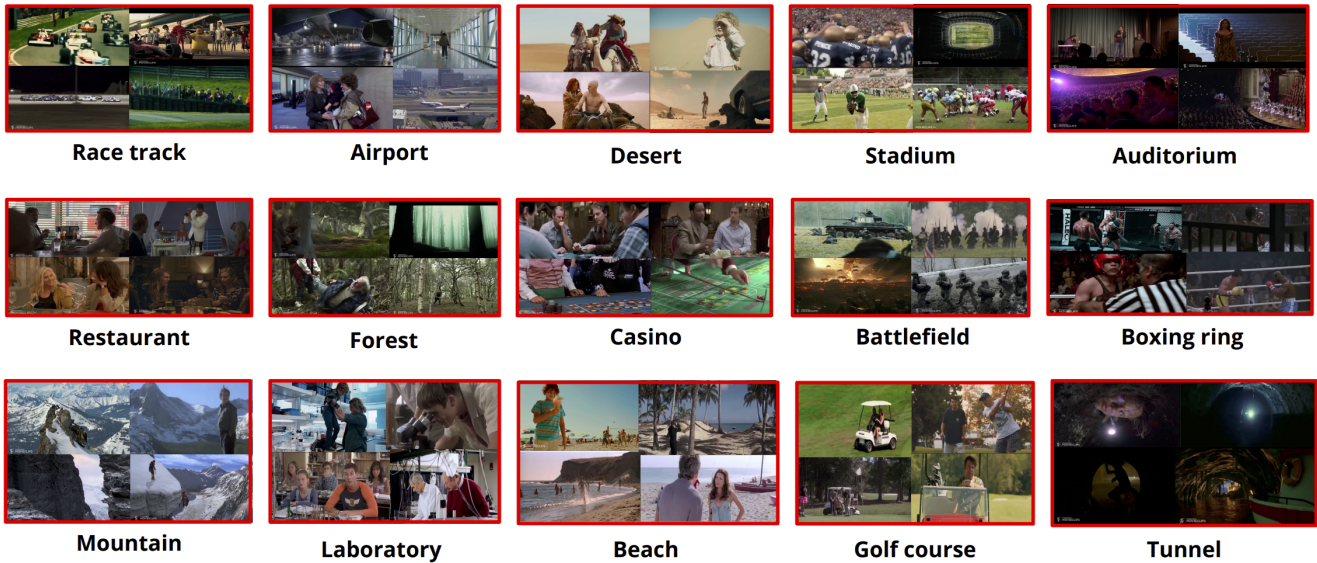 Race track
Airport
Desert
Stadium
Auditorium
Restaurant
Forest
Casino
Battlefield
Boxing ring
Mountain
Laboratory
Beach
Golf course
Tunnel